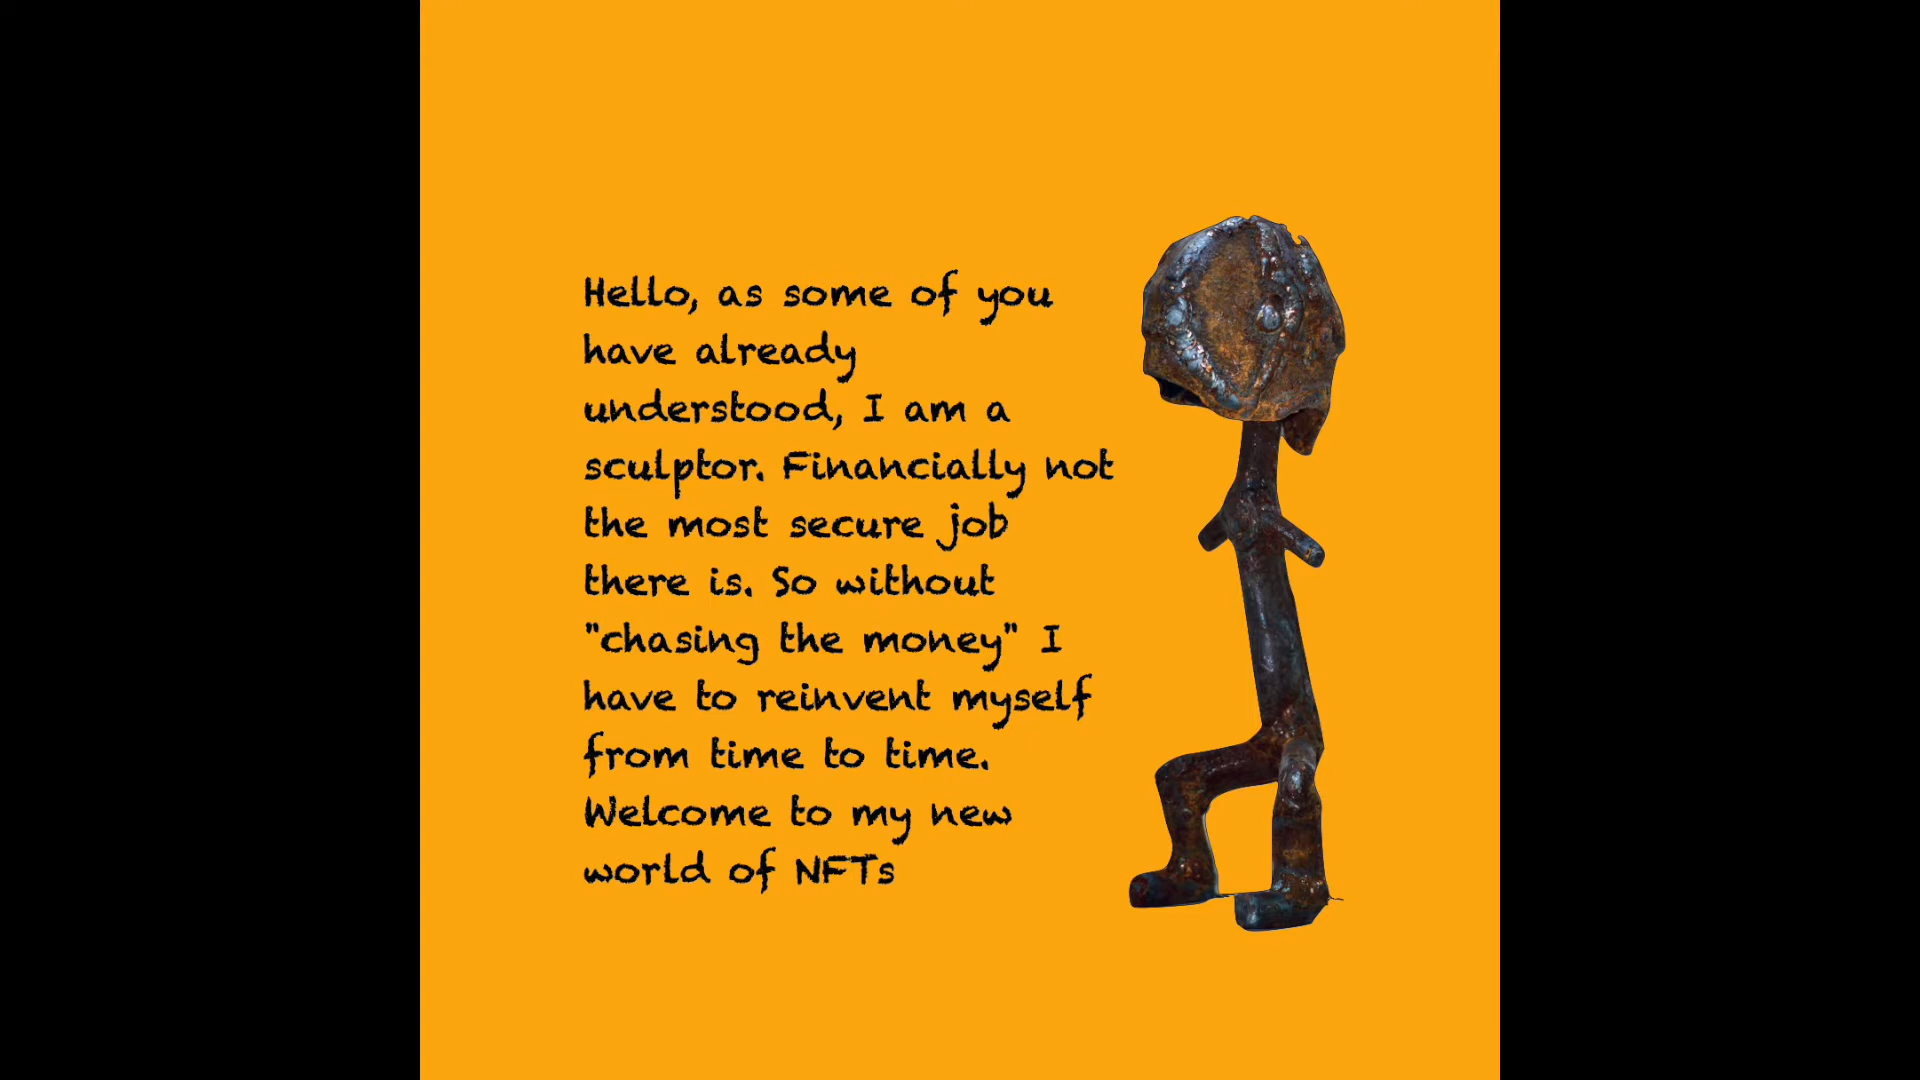 Hello, as some of you
have already
understood, I am a
sculptor. Financially not
the most secure job
there is. So without
"chasing the money" I
have to reinvent myself
from time to time.
Welcome to my new
world of NFTs